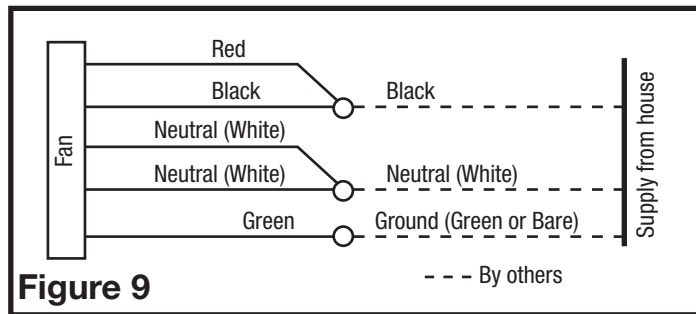 Red
Black
Black
Neutral (White)
Neutral (White)
Neutral (White)
Green
Ground (Green or Bare)
Fan
Supply from house
- - - By others
Figure 9